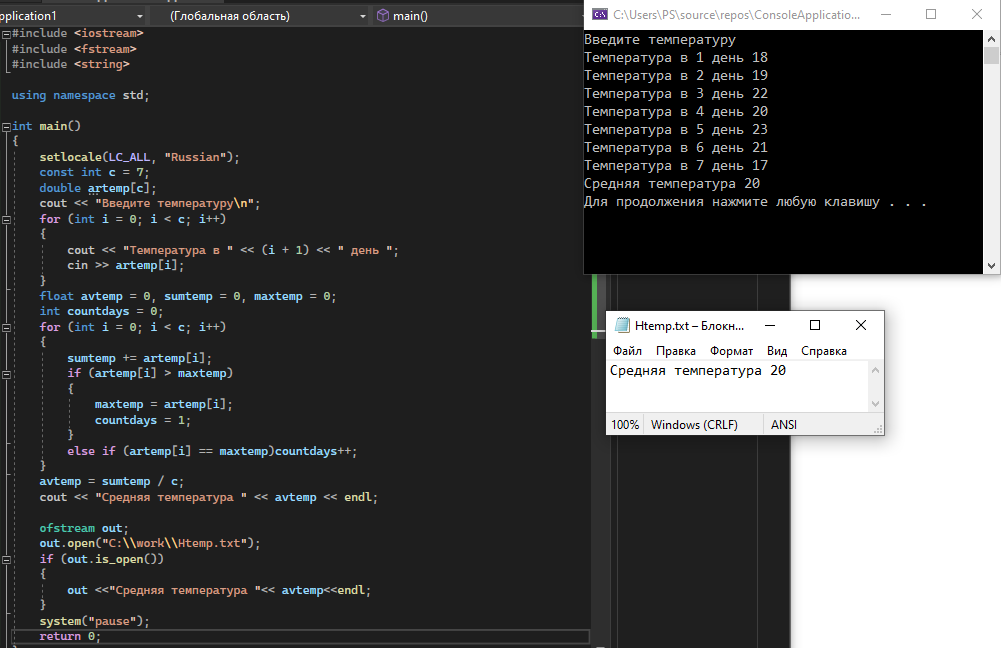 pplication1
(Глобальная область)
main()
#include <iostream>
#include <fstream>
#include <string>
using namespace std;
int main()
{
setlocale(LC_ALL, "Russian");
const int c = 7;
double artemp[c];
cout << "Введите температуру\n";
for (int i = 0; i < c; i++)
{
cout << "Температура в " << (i + 1) << " день ";
cin >> artemp[i];
}
float avtemp = 0, sumtemp = 0, maxtemp = 0;
int countdays = 0;
for (int i = 0; i < c; i++)
{
sumtemp += artemp[i];
if (artemp[i] > maxtemp)
{
maxtemp = artemp[i];
countdays = 1;
}
else if (artemp[i] == maxtemp)countdays++;
}
avtemp = sumtemp / c;
cout << "Средняя температура " << avtemp << endl;
ofstream out;
out.open("C:\\work\\Htemp.txt");
if (out.is_open())
{
out <<"Средняя температура "<< avtemp<<endl;
}
system("pause");
return 0;
C:\Users\PS\source\repos\ConsoleApplicatio...
Введите температуру
Температура в 1 день 18
Температура в 2 день 19
Температура в 3 день 22
Температура в 4 день 20
Температура в 5 день 23
Температура в 6 день 21
Температура в 7 день 17
Средняя температура 20
Для продолжения нажмите любую клавишу . . .
Htemp.txt – Блокн...
Файл Правка Формат Вид Справка
Средняя температура 20
100% Windows (CRLF) ANSI